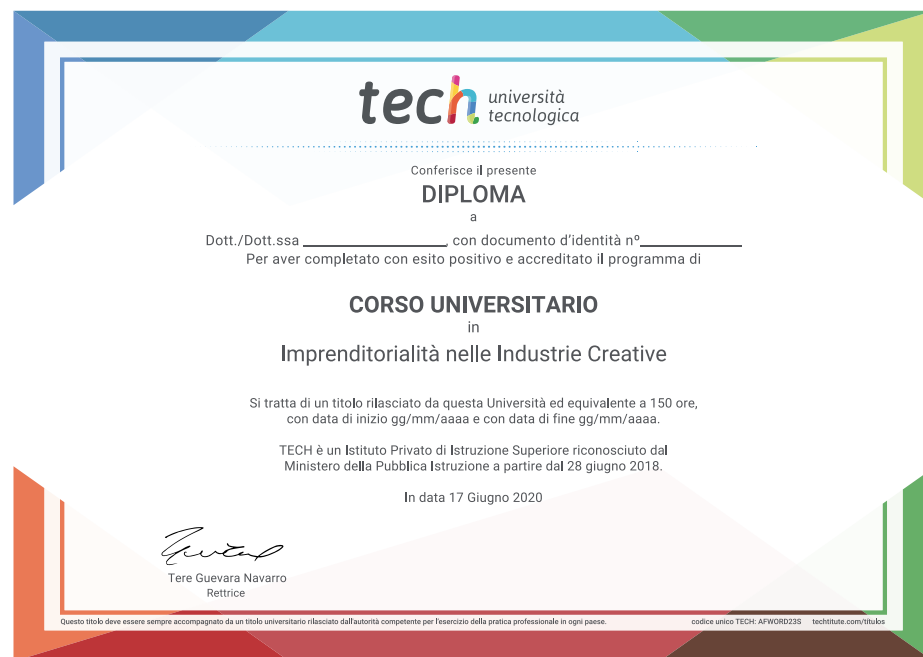 tech università
tecnologica
Conferisce il presente
DIPLOMA
a
Dott./Dott.ssa ____________________, con documento d'identità nº______________
Per aver completato con esito positivo e accreditato il programma di
CORSO UNIVERSITARIO
in
Imprenditorialità nelle Industrie Creative
Si tratta di un titolo rilasciato da questa Università ed equivalente a 150 ore,
con data di inizio gg/mm/aaaa e con data di fine gg/mm/aaaa.
TECH è un Istituto Privato di Istruzione Superiore riconosciuto dal
Ministero della Pubblica Istruzione a partire dal 28 giugno 2018.
In data 17 Giugno 2020
Tere Guevara Navarro
Rettrice
Questo titolo deve essere sempre accompagnato da un titolo universitario rilasciato dall'autorità competente per l'esercizio della pratica professionale in ogni paese. codice unico TECH: AFWORD23S techtitute.com/títulos